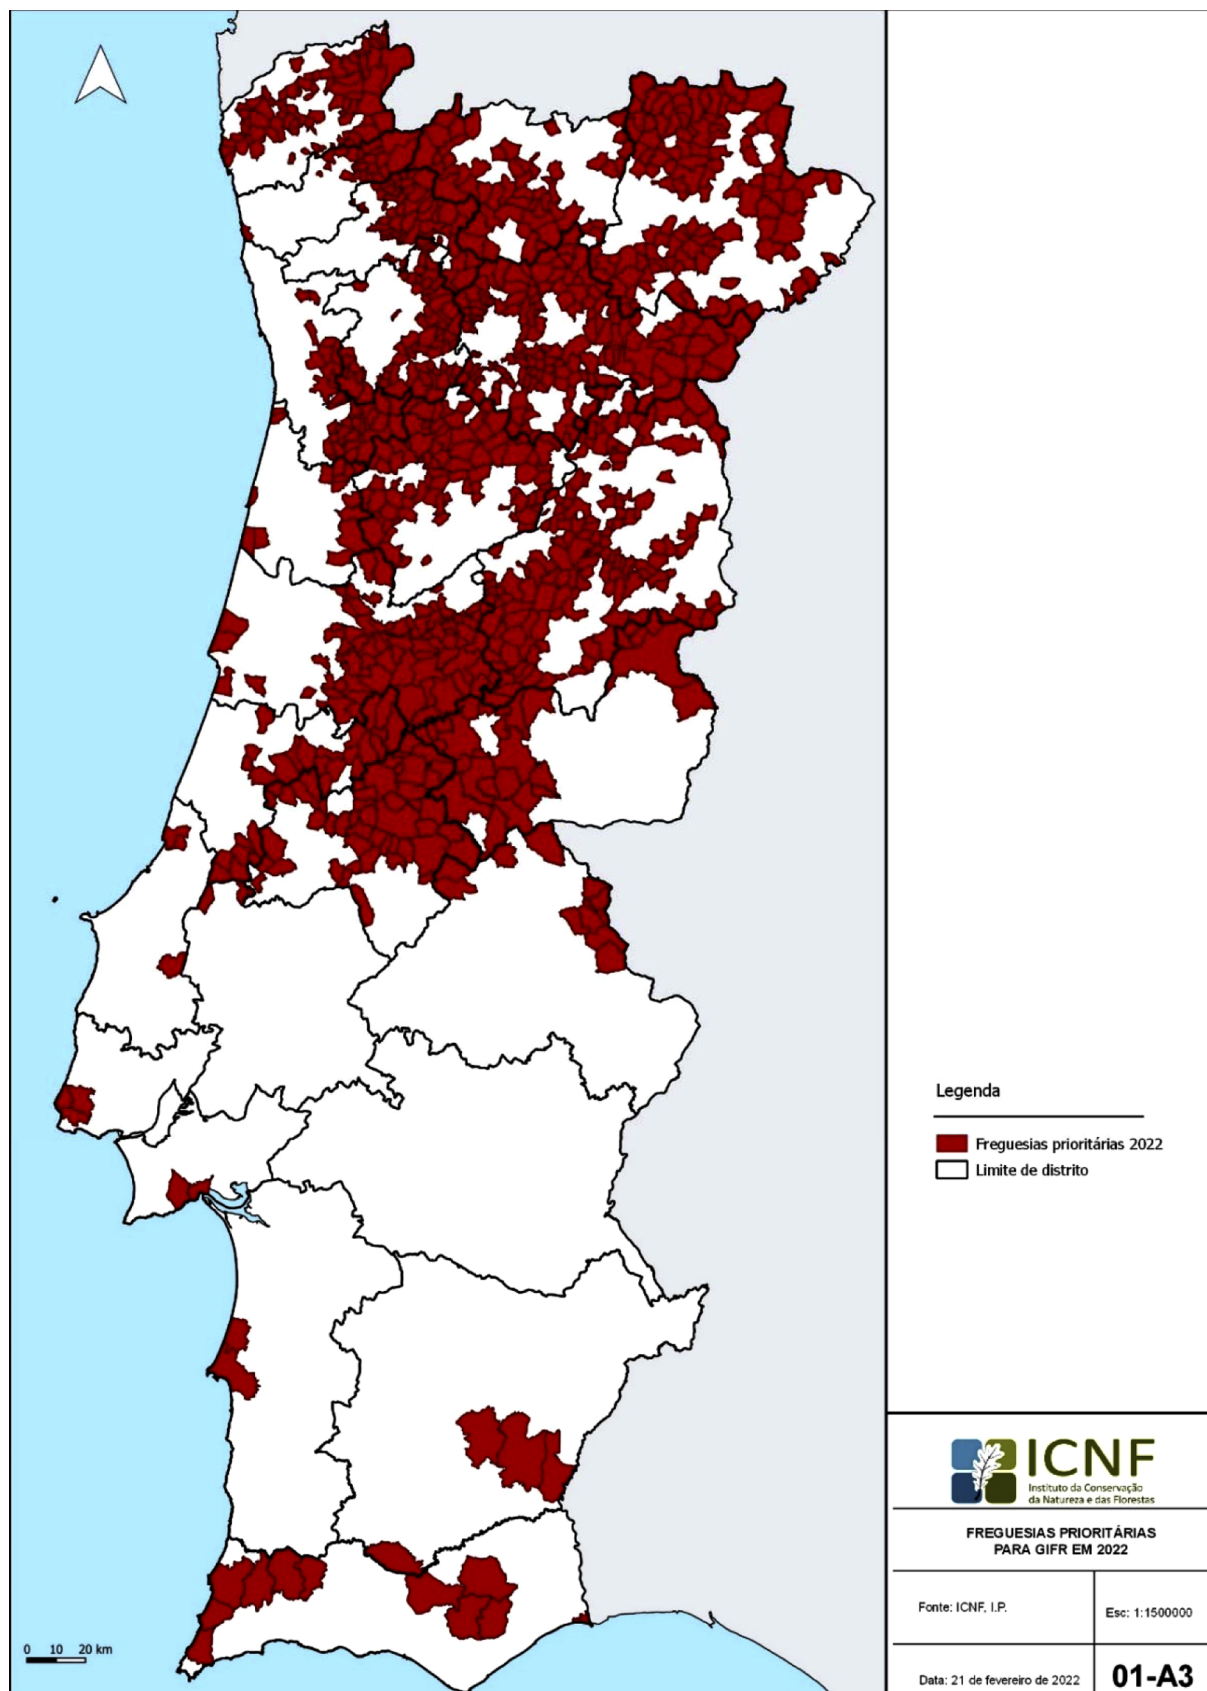 0 10 20 km
Legenda
Freguesias prioritárias 2022
Limite de distrito
ICNF
Instituto da Conservação
da Natureza e das Florestas
FREGUESIAS PRIORITÁRIAS
PARA GIFR EM 2022
Fonte: ICNF, I.P.
Esc: 1:1500000
Data: 21 de fevereiro de 2022
01-A3